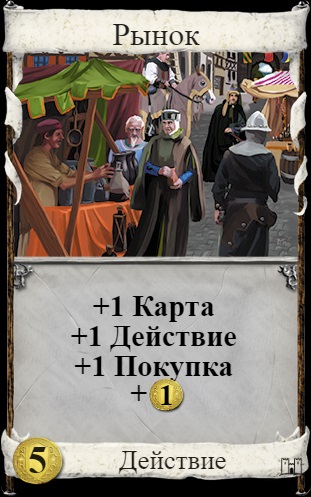 Рынок
+1 Карта
+1 Действие
+1 Покупка
+ 1
5 Действие